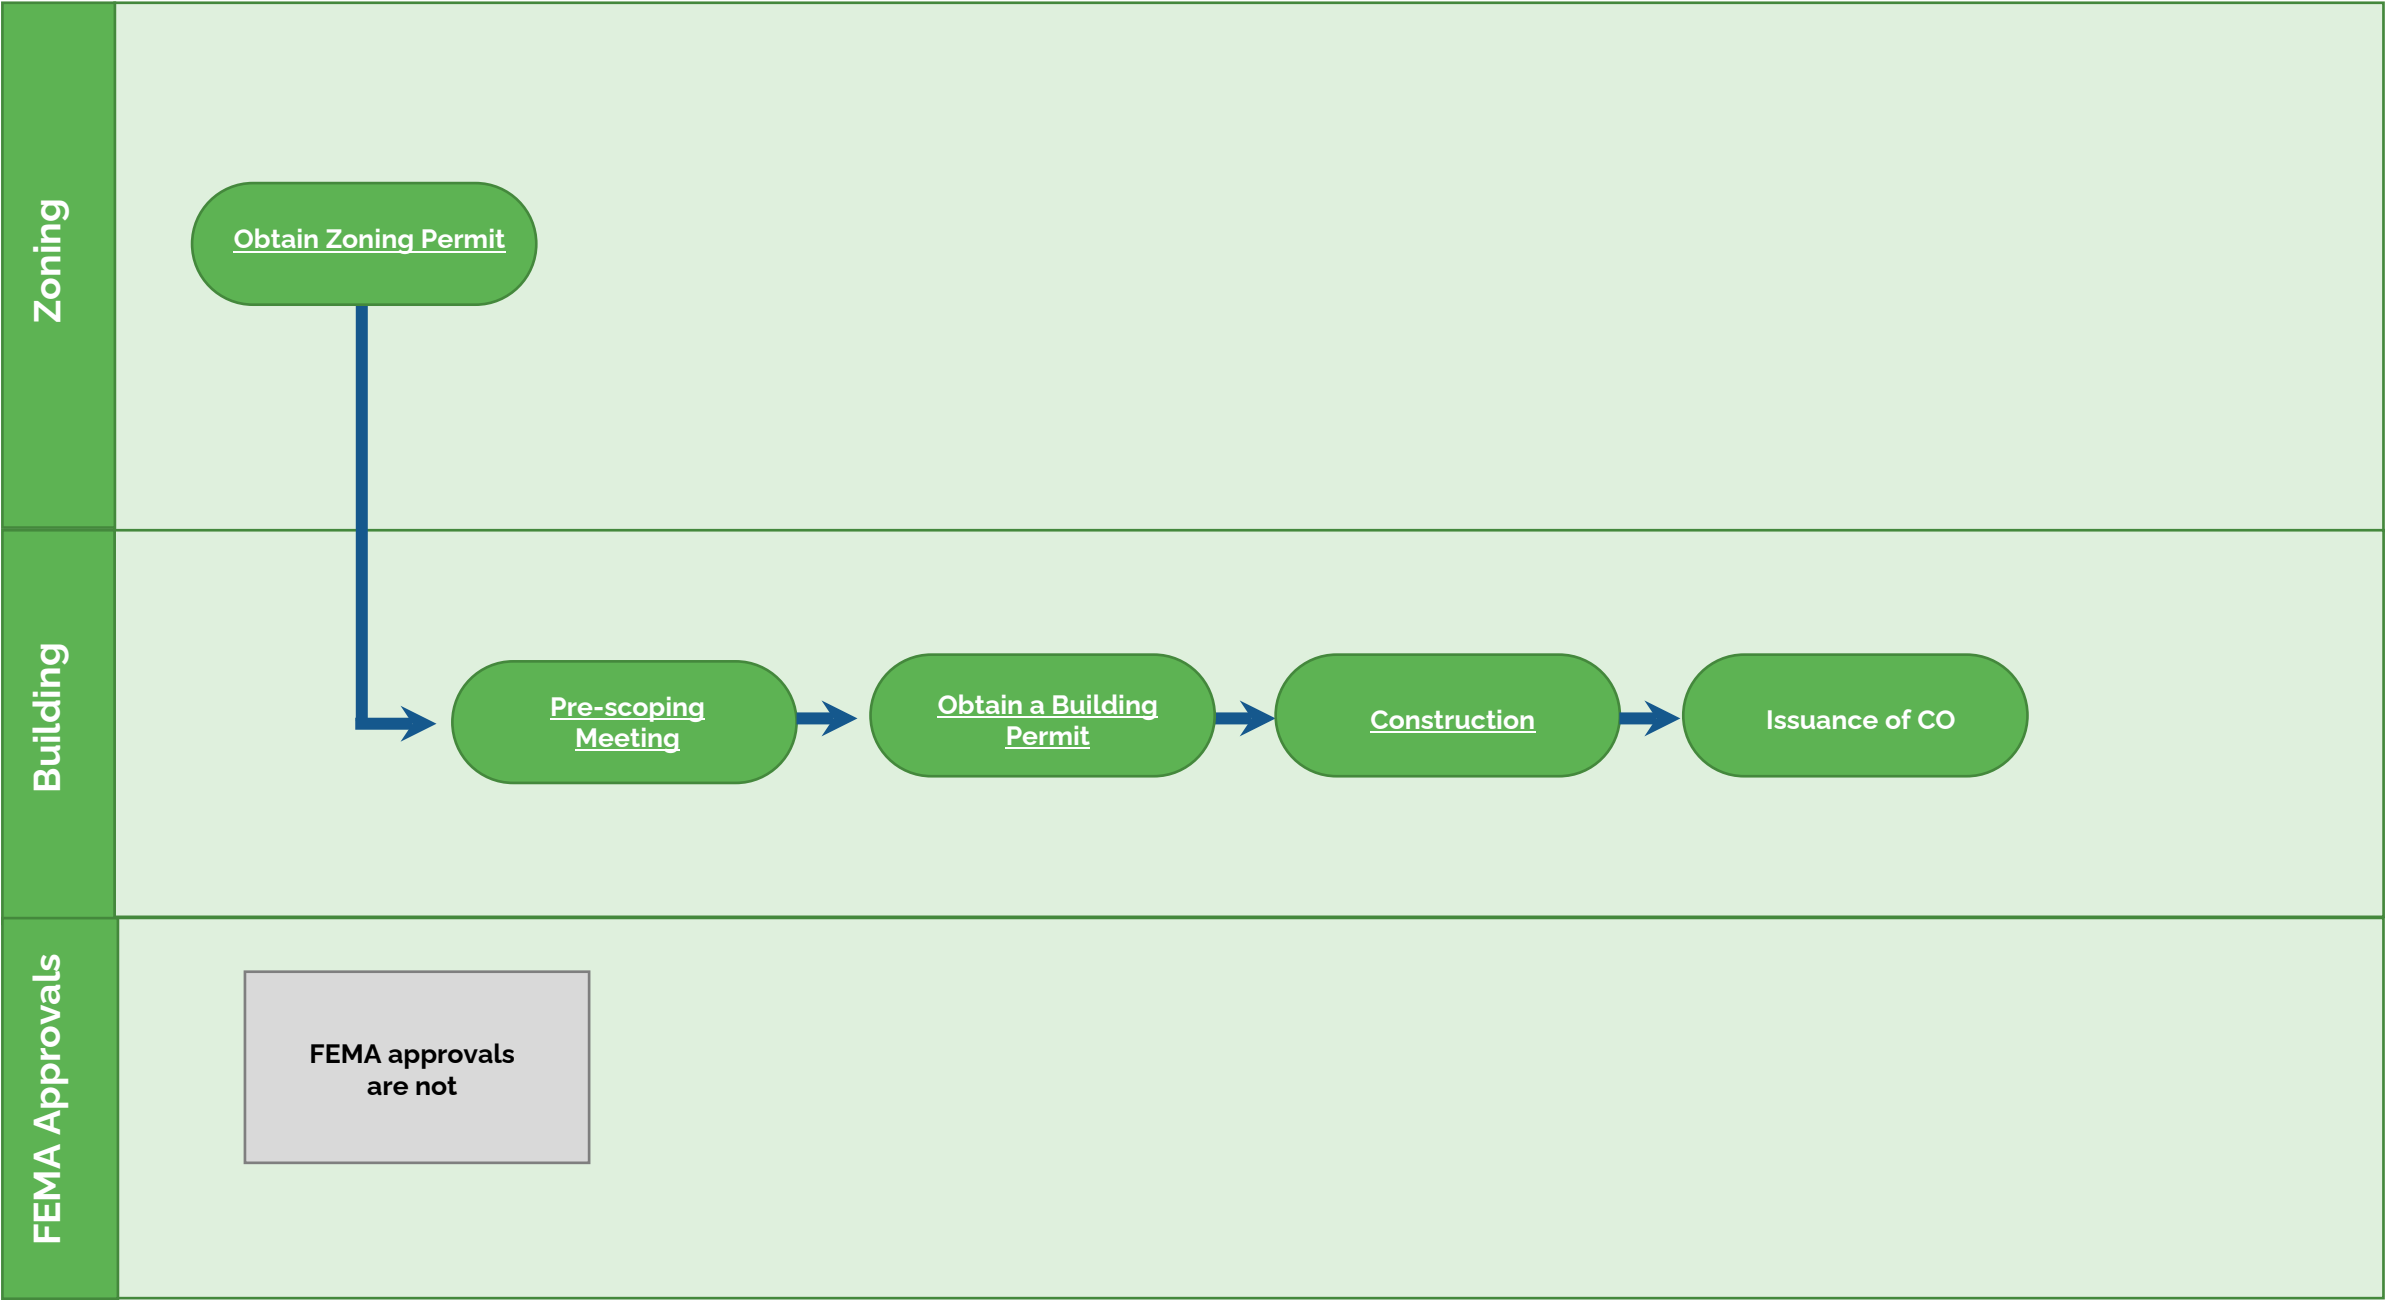 Zoning
Obtain Zoning Permit
Building
Pre-scoping
Meeting
Obtain a Building
Permit
Construction
Issuance of CO
FEMA Approvals
FEMA approvals
are not